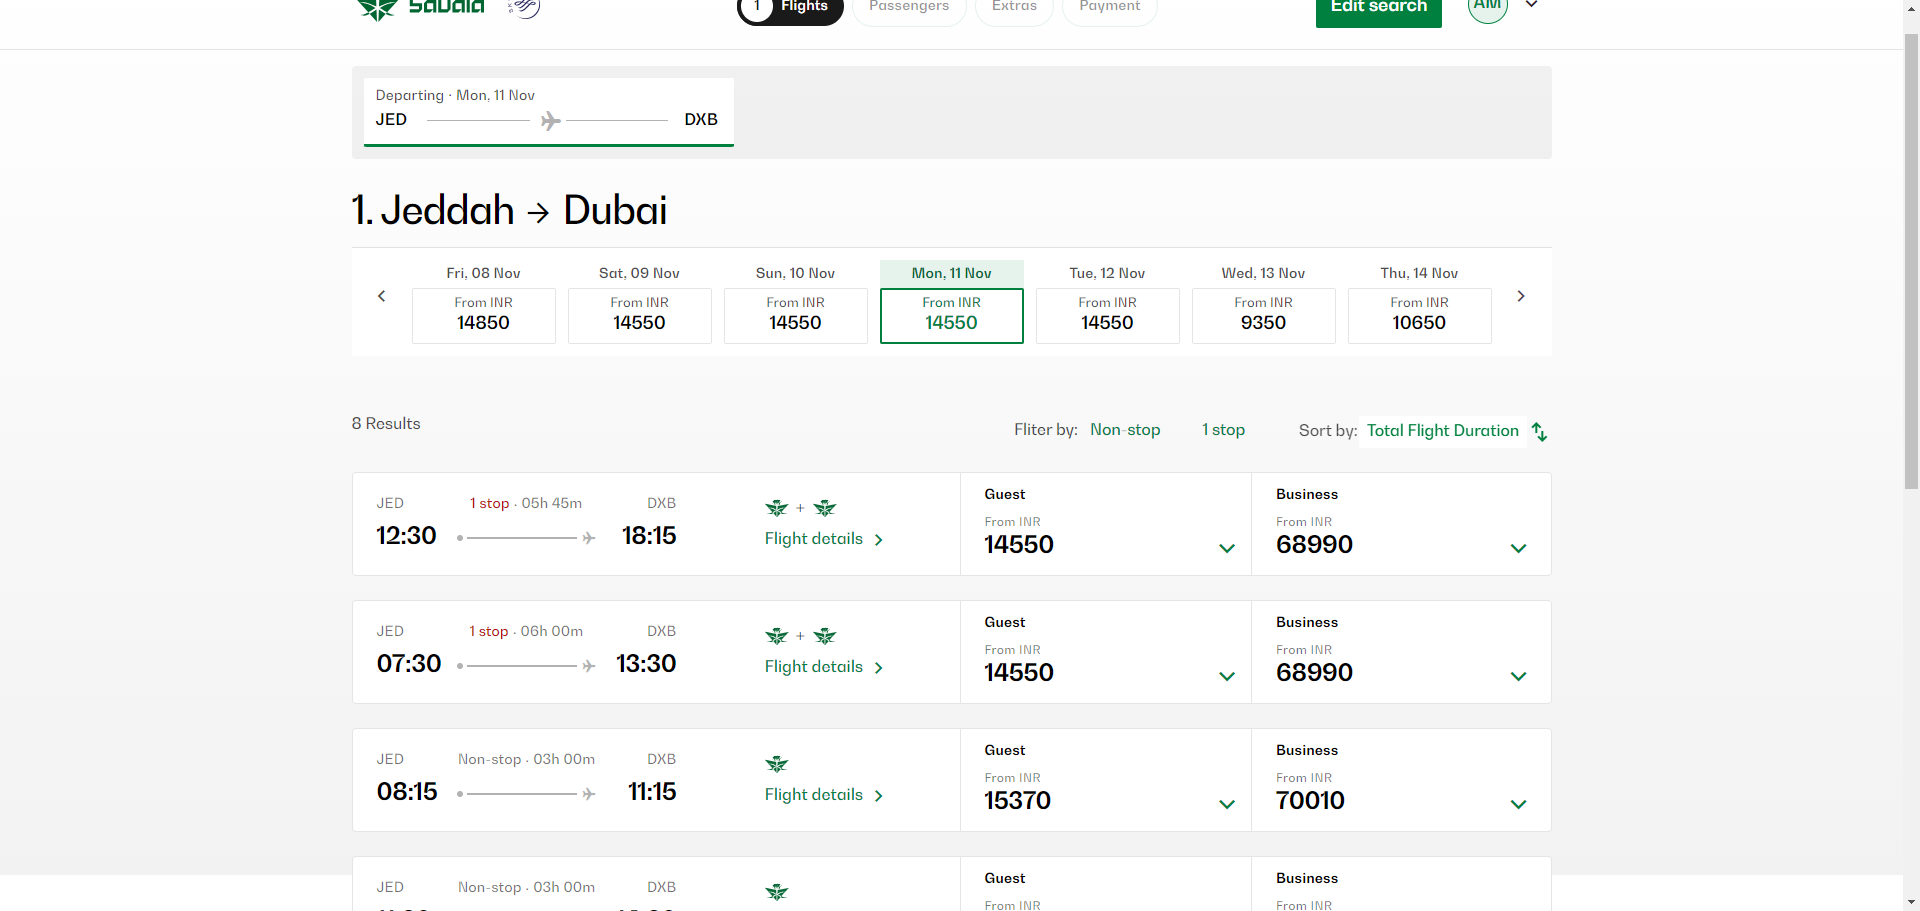 saudia
1 Flights
Passengers
Extras
Payment
Edit search
AM
Departing · Mon, 11 Nov
JED DXB
1. Jeddah → Dubai
Fri, 08 Nov
From INR
14850
Sat, 09 Nov
From INR
14550
Sun, 10 Nov
From INR
14550
Mon, 11 Nov
From INR
14550
Tue, 12 Nov
From INR
14550
Wed, 13 Nov
From INR
9350
Thu, 14 Nov
From INR
10650
8 Results
Fliter by: Non-stop 1 stop Sort by: Total Flight Duration
JED 1 stop · 05h 45m DXB
12:30 18:15
+
Flight details
Guest
From INR
14550
Business
From INR
68990
JED 1 stop · 06h 00m DXB
07:30 13:30
+
Flight details
Guest
From INR
14550
Business
From INR
68990
JED Non-stop · 03h 00m DXB
08:15 11:15
Flight details
Guest
From INR
15370
Business
From INR
70010
JED Non-stop · 03h 00m DXB
Guest
From INR
Business
From INR